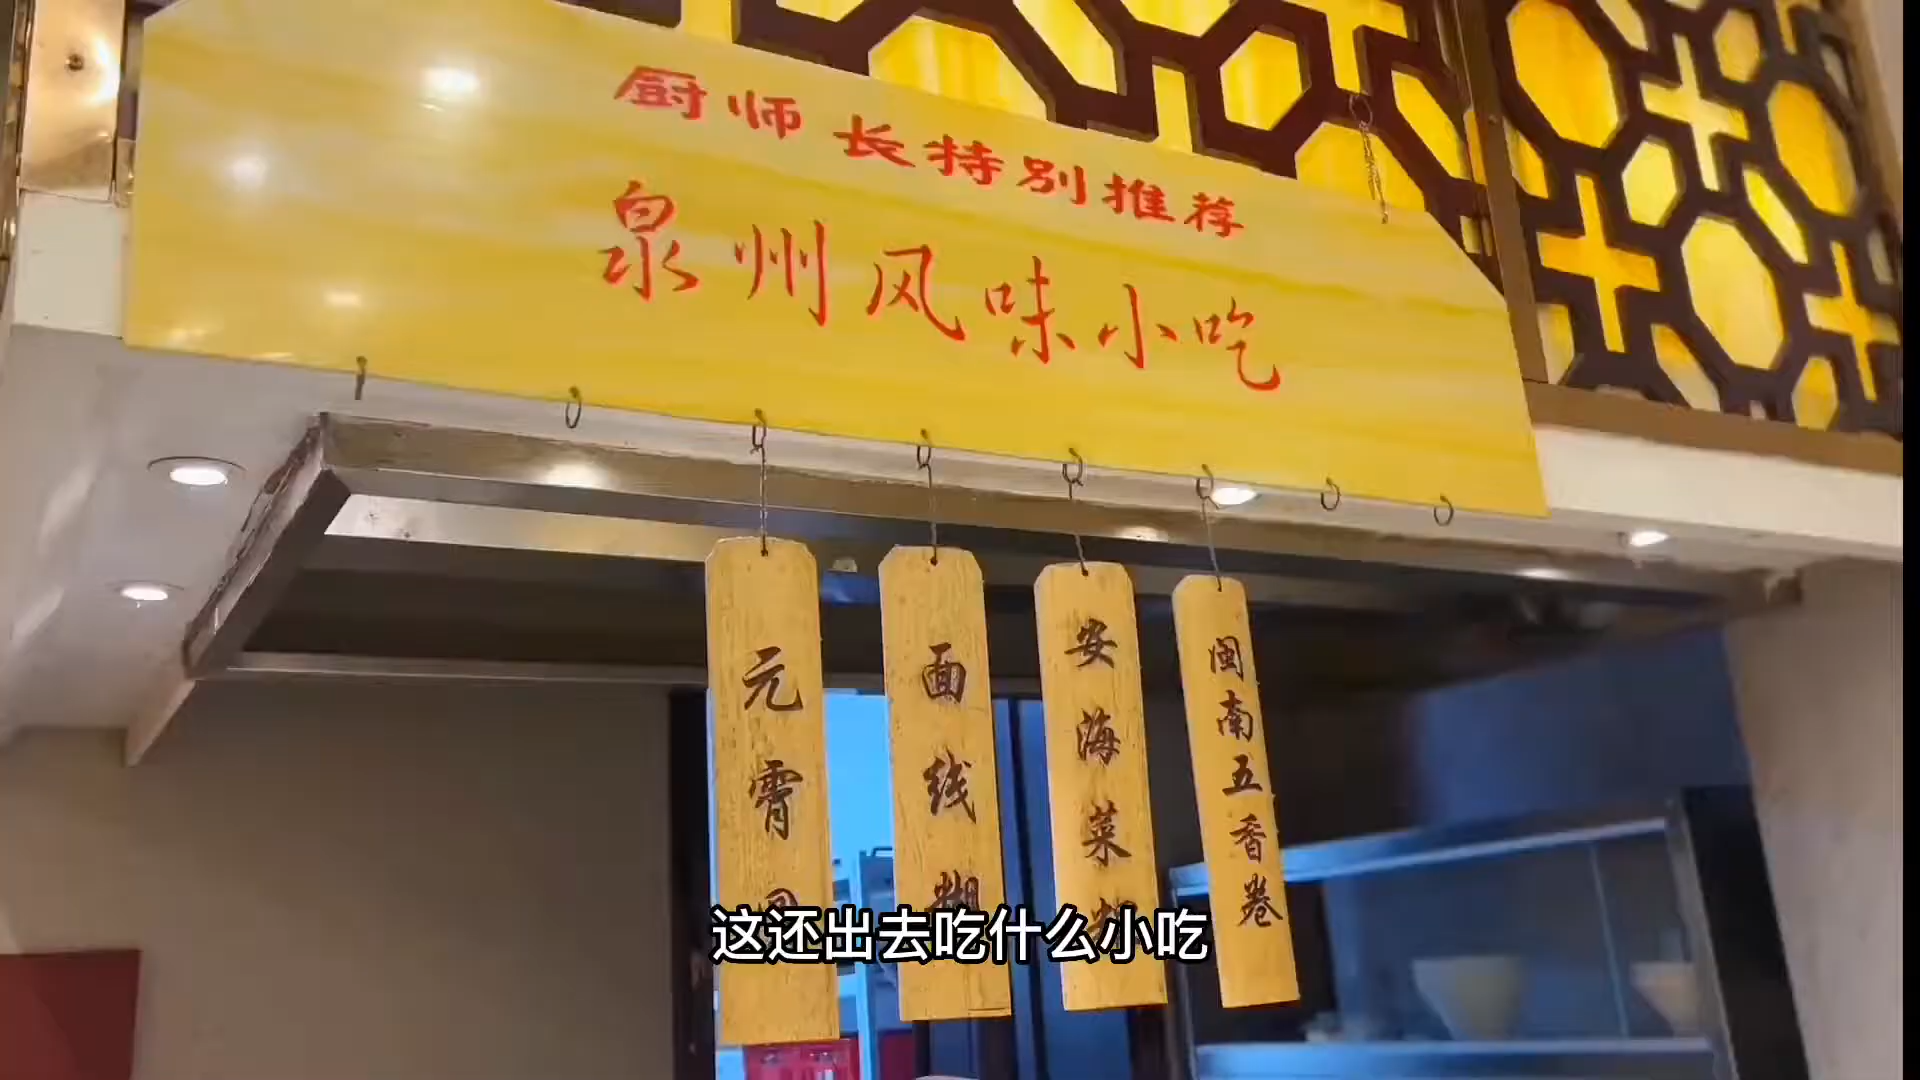 厨师长特别推荐
泉州风味小吃
元宵
面线糊
安海菜
闽南五香卷
这还出去吃什么小吃